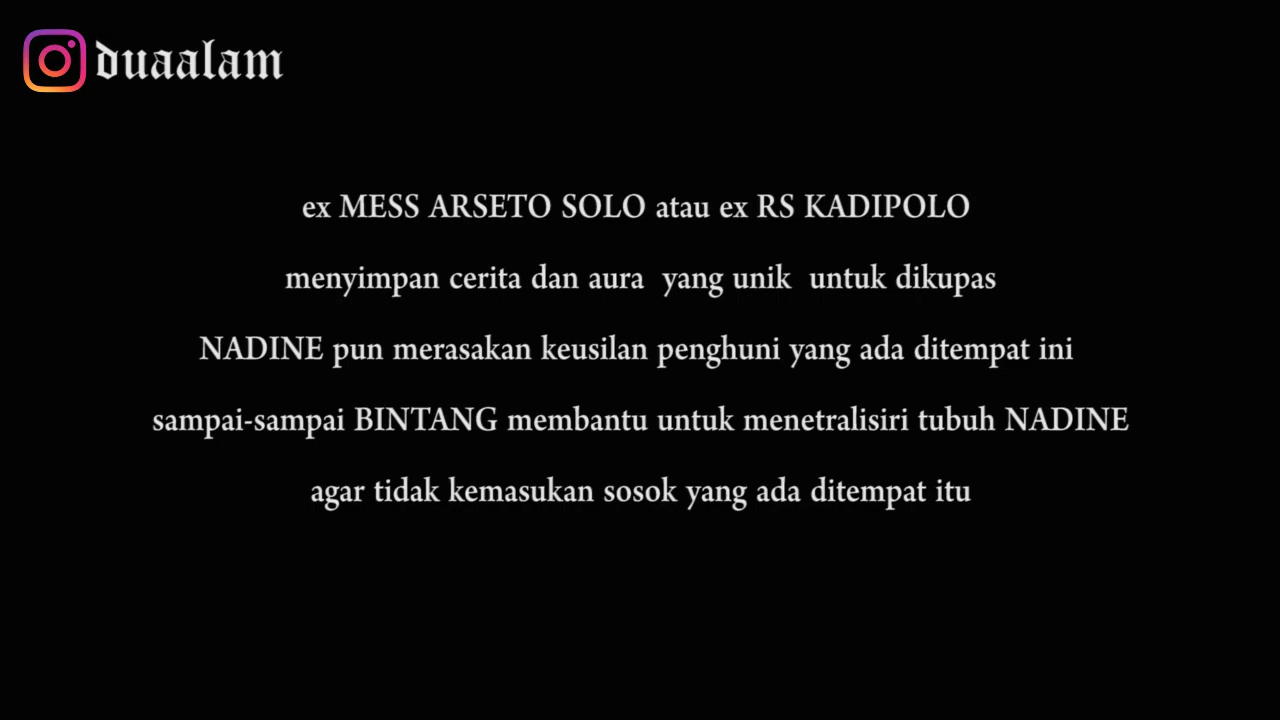 duaalam
ex MESS ARSETO SOLO atau ex RS KADIPOLO
menyimpan cerita dan aura yang unik untuk dikupas
NADINE pun merasakan keusilan penghuni yang ada ditempat ini
sampai-sampai BINTANG membantu untuk menetralisiri tubuh NADINE
agar tidak kemasukan sosok yang ada ditempat itu